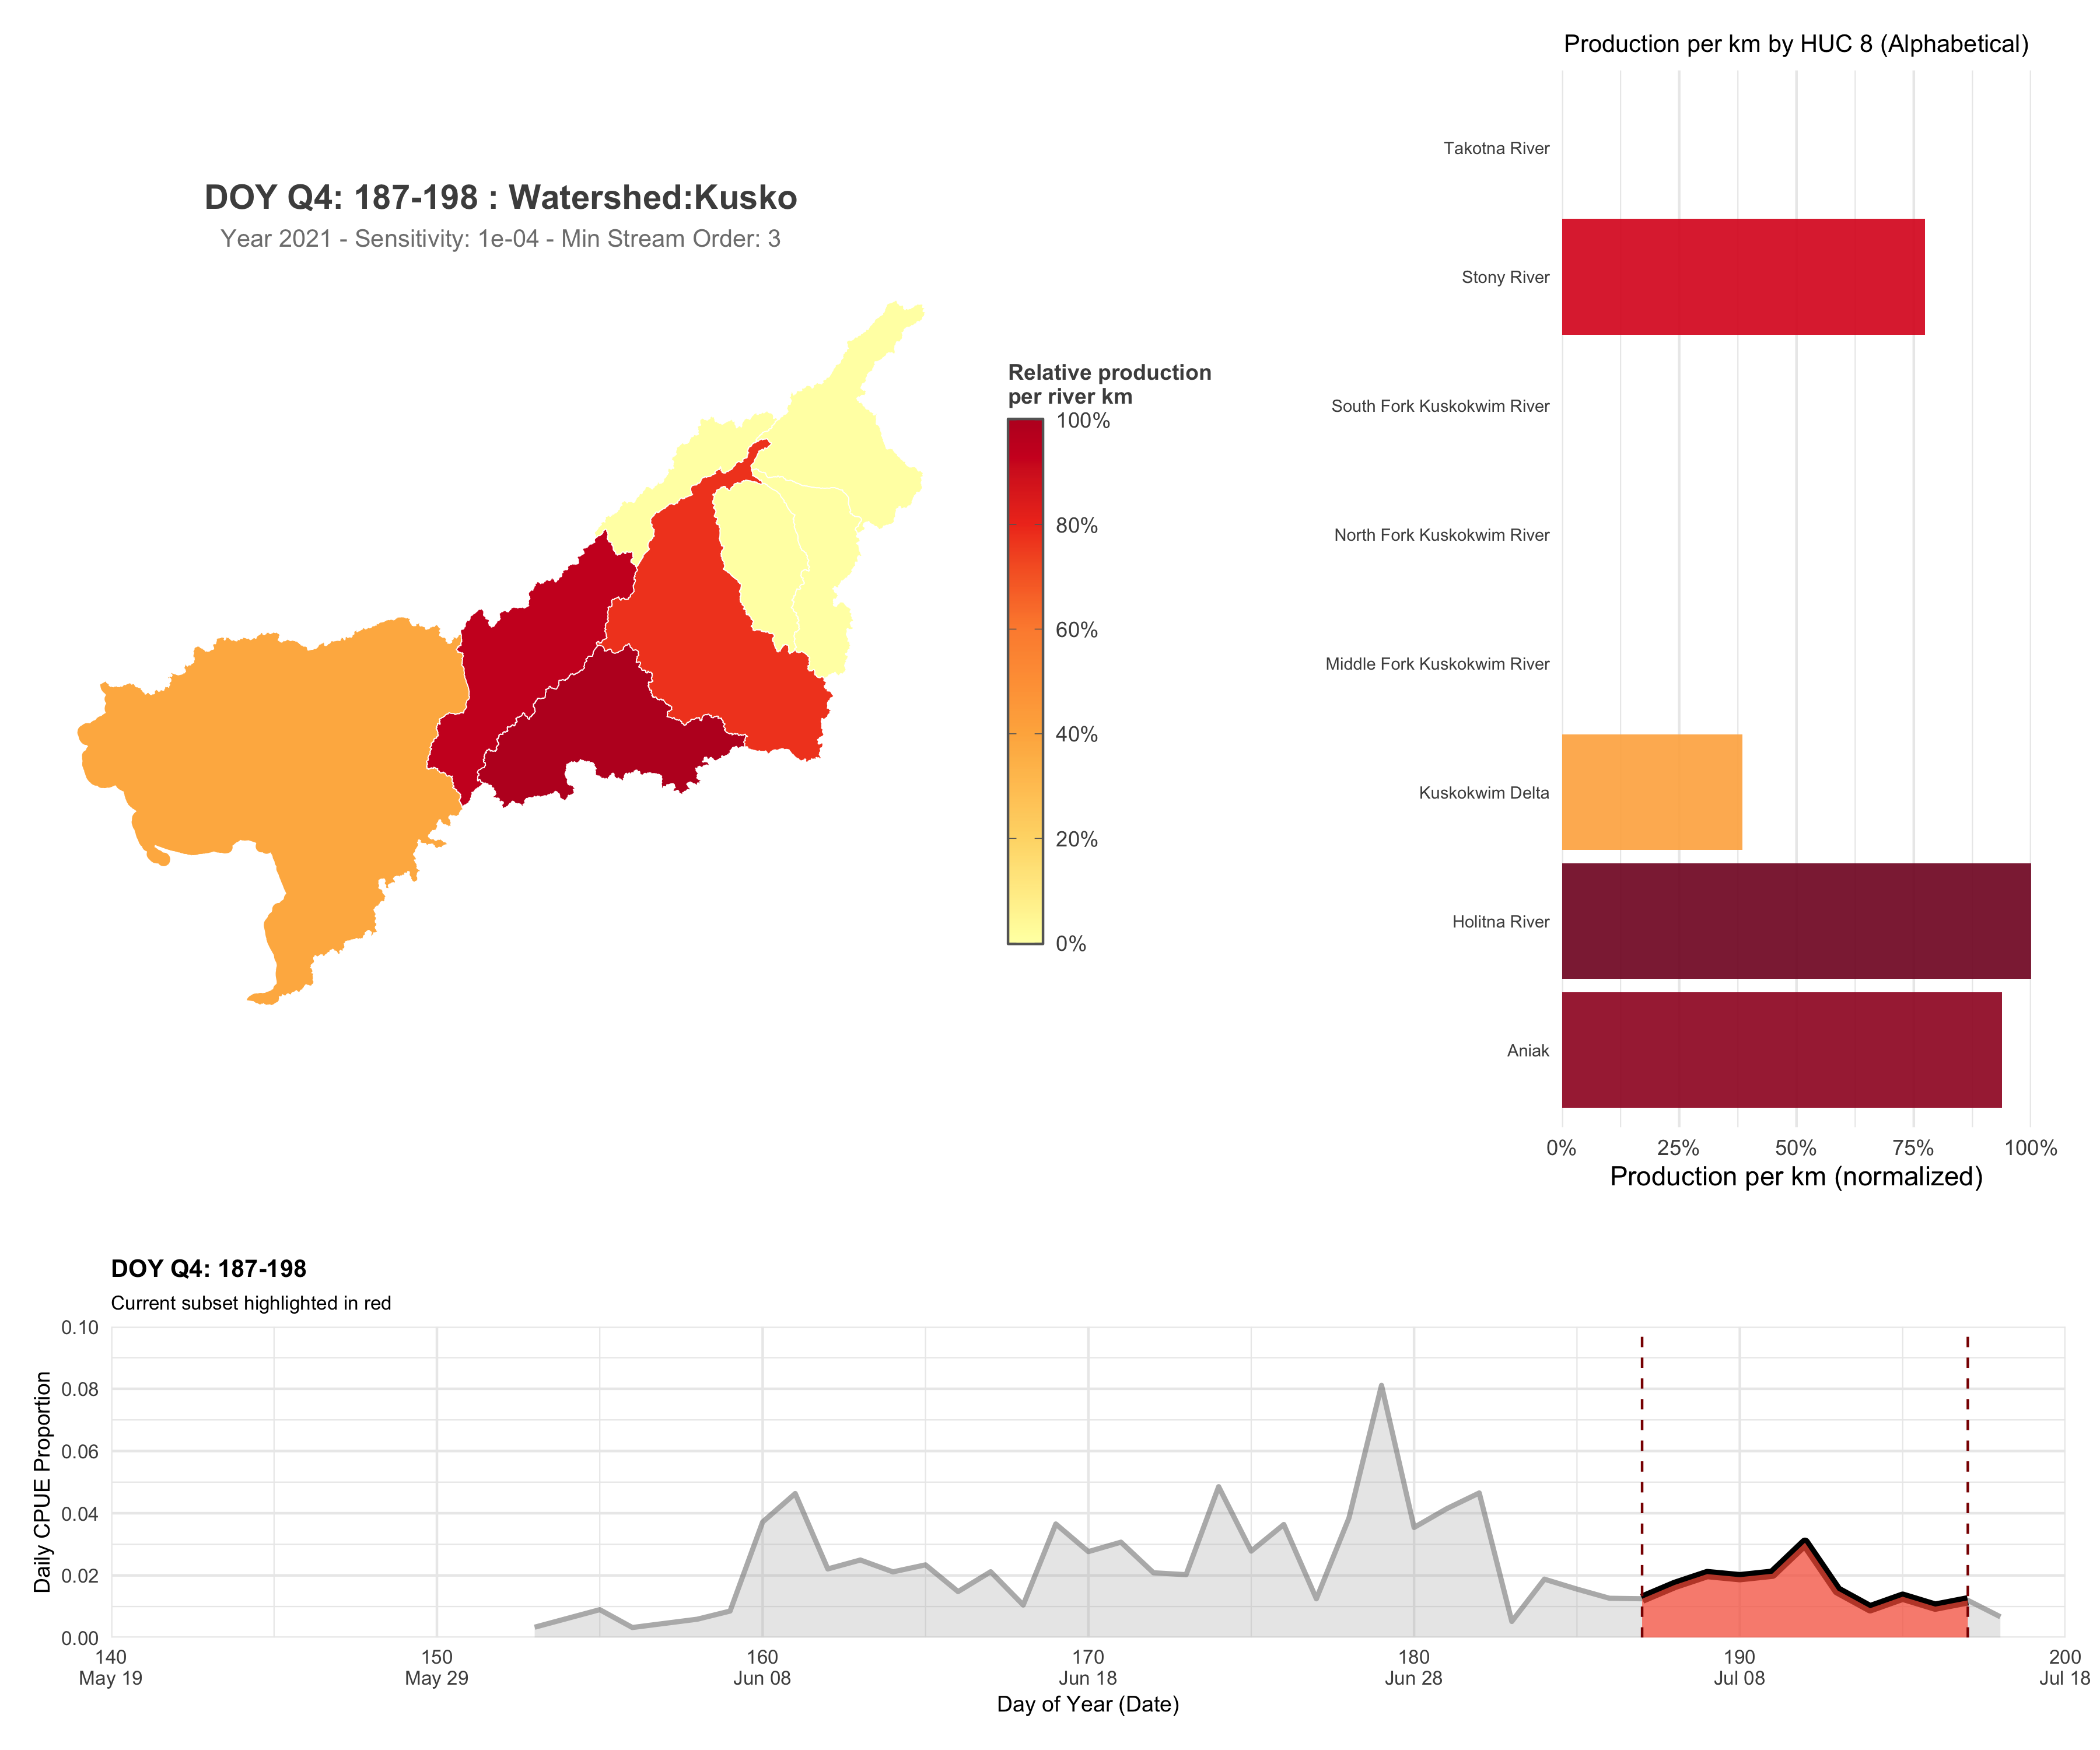 Production per km by HUC 8 (Alphabetical)
Takotna River
Stony River
South Fork Kuskokwim River
North Fork Kuskokwim River
Middle Fork Kuskokwim River
Kuskokwim Delta
Holitna River
Aniak
0% 25% 50% 75% 100%
Production per km (normalized)
DOY Q4: 187-198 : Watershed:Kusko
Year 2021 - Sensitivity: 1e-04 - Min Stream Order: 3
Relative production
per river km
100%
80%
60%
40%
20%
0%
DOY Q4: 187-198
Current subset highlighted in red
Daily CPUE Proportion
0.10
0.08
0.06
0.04
0.02
0.00
140 150 160 170 180 190 200
May 19 May 29 Jun 08 Jun 18 Jun 28 Jul 08 Jul 18
Day of Year (Date)